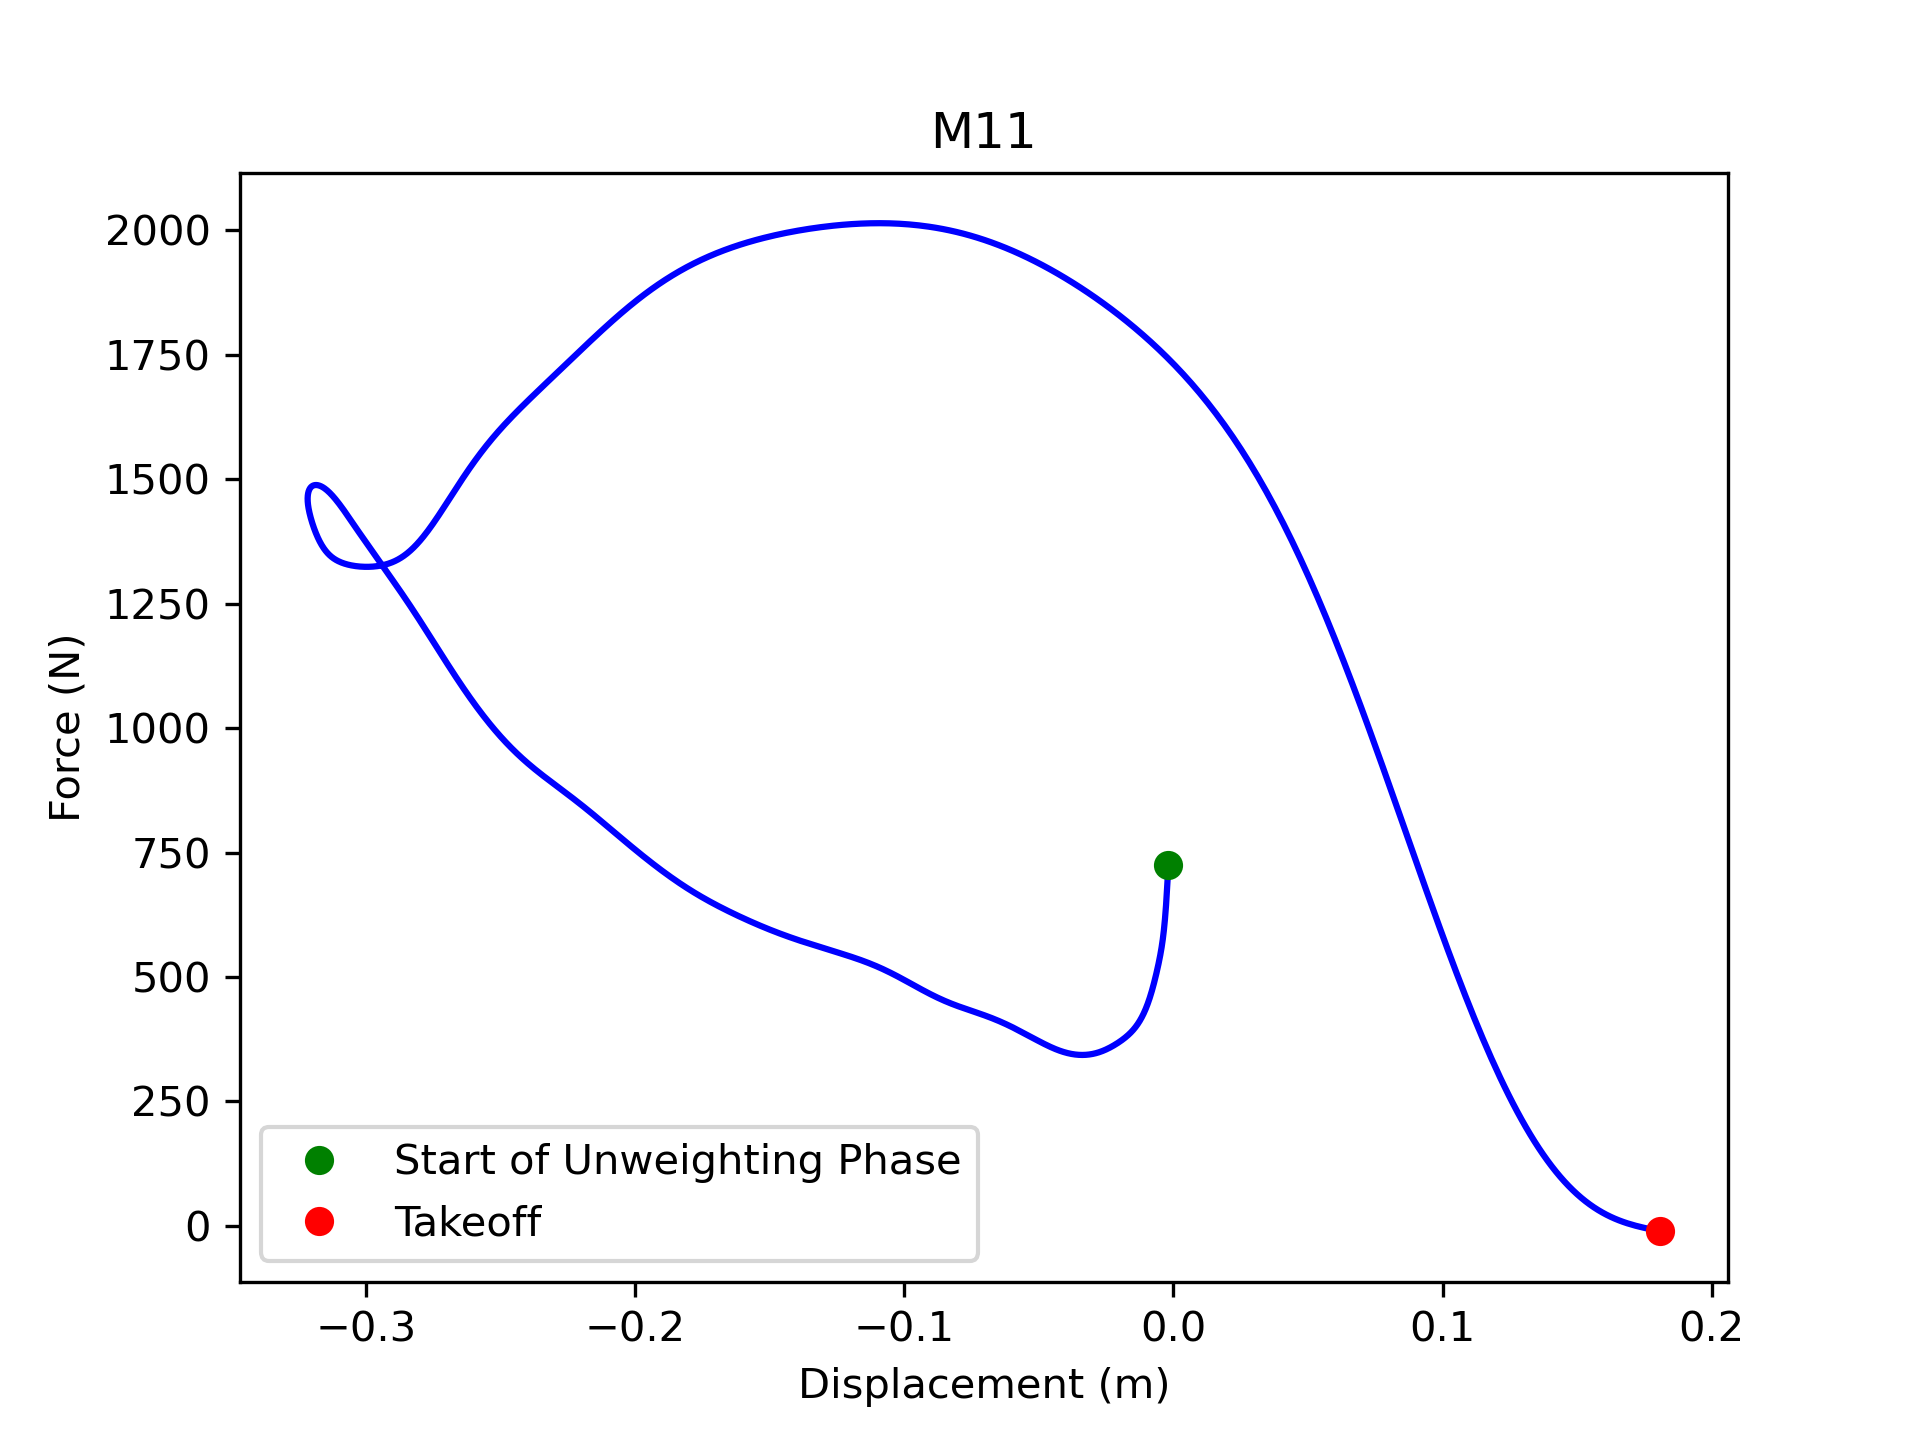 M11
2000
1750
1500
1250
1000
750
500
250
0
Force (N)
Start of Unweighting Phase
Takeoff
−0.3 −0.2 −0.1 0.0 0.1 0.2
Displacement (m)